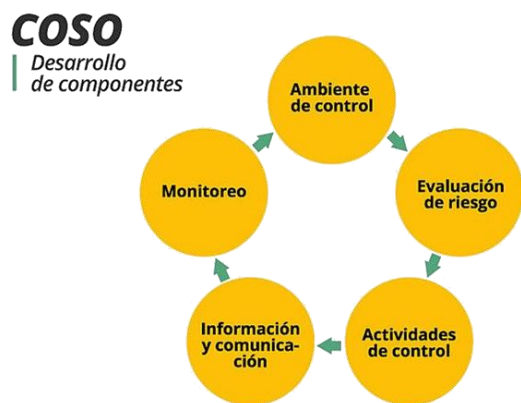 COSO
Desarrollo
de componentes
Ambiente
de control
Evaluación
de riesgo
Actividades
de control
Información
y comunica-
ción
Monitoreo